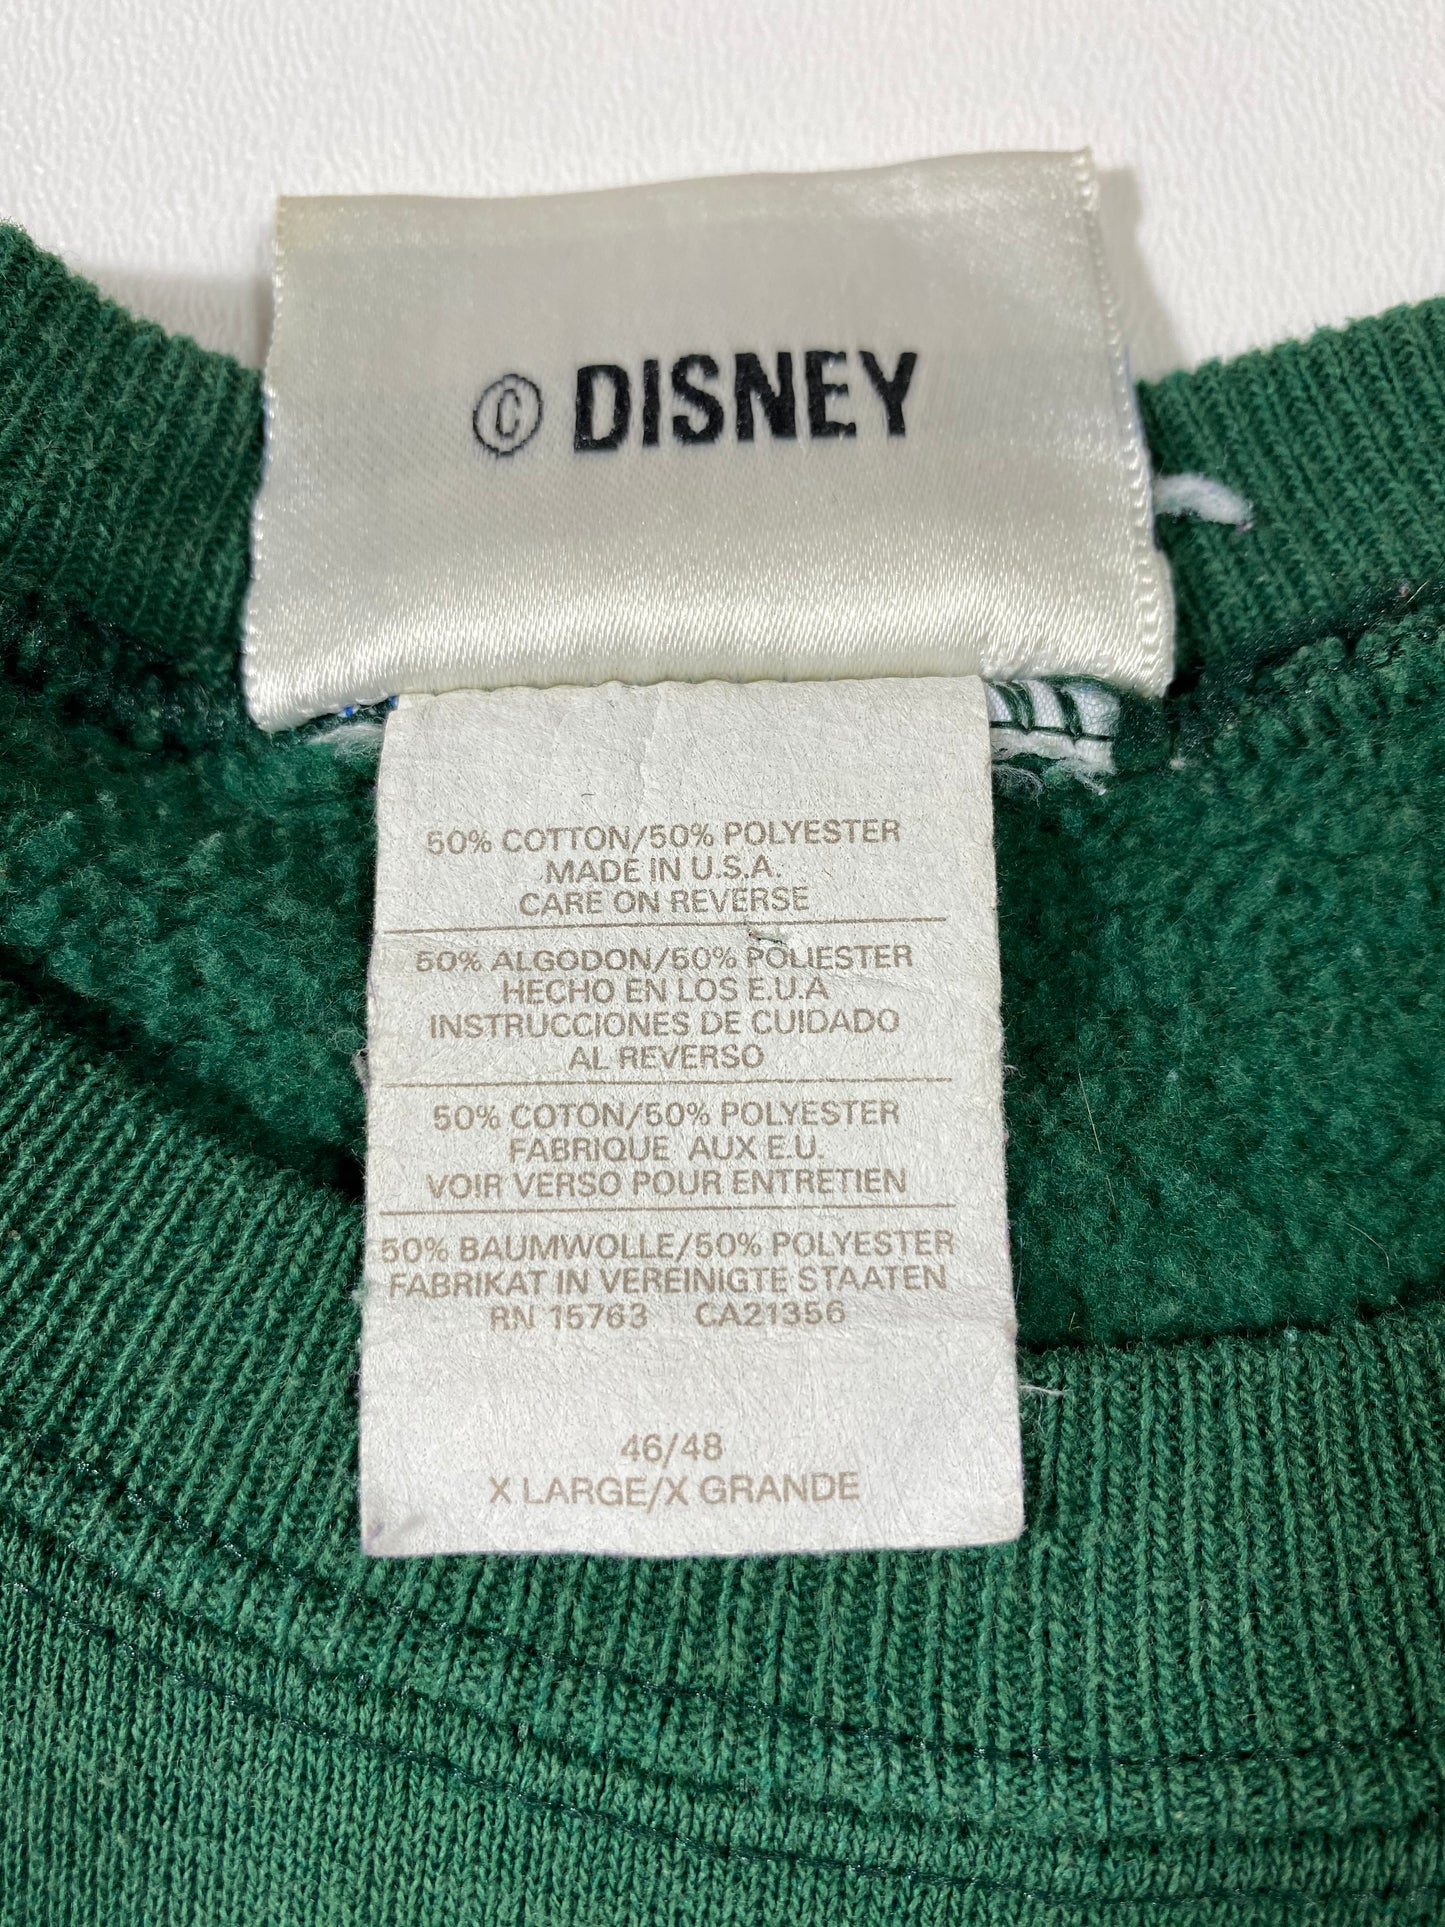 © DISNEY
50% COTTON/50% POLYESTER
MADE IN U.S.A.
CARE ON REVERSE
50% ALGODON/50% POLIESTER
HECHO EN LOS E.U.A
INSTRUCCIONES DE CUIDADO
AL REVERSO
50% COTON/50% POLYESTER
FABRIQUE AUX E.U.
VOIR VERSO POUR ENTRETIEN
50% BAUMWOLLE/50% POLYESTER
FABRIKAT IN VEREINIGTE STAATEN
RN 15763 CA21356
46/48
X LARGE/X GRANDE